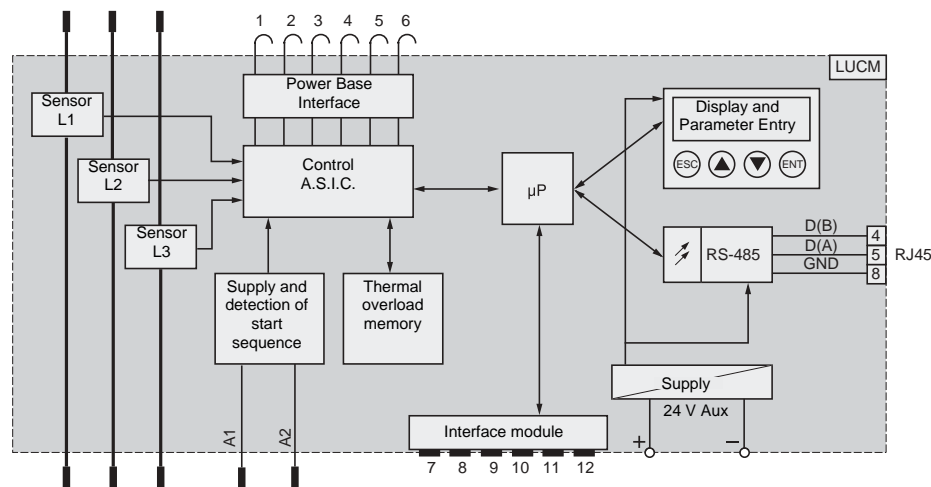 1 2 3 4 5 6
LUCM
Power Base
Interface
Sensor
L1
Display and
Parameter Entry
ESC ENT
Control
A.S.I.C.
Sensor
L2
µP
Sensor
L3
D(B) 4
RS-485 D(A) 5 RJ45
GND 8
Supply and
detection of
start
sequence
Thermal
overload
memory
Supply
24 V Aux
A1 A2
Interface module
+ −
7 8 9 10 11 12